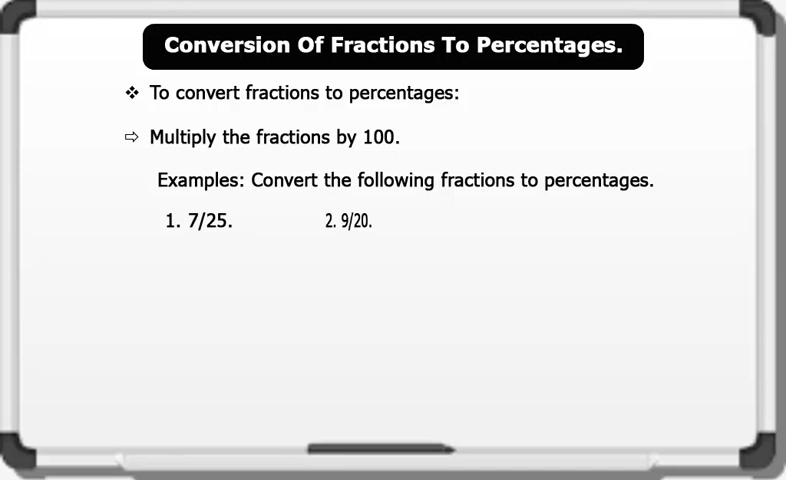 Conversion Of Fractions To Percentages.
❖ To convert fractions to percentages:
⇨ Multiply the fractions by 100.
Examples: Convert the following fractions to percentages.
1. 7/25. 2. 9/20.